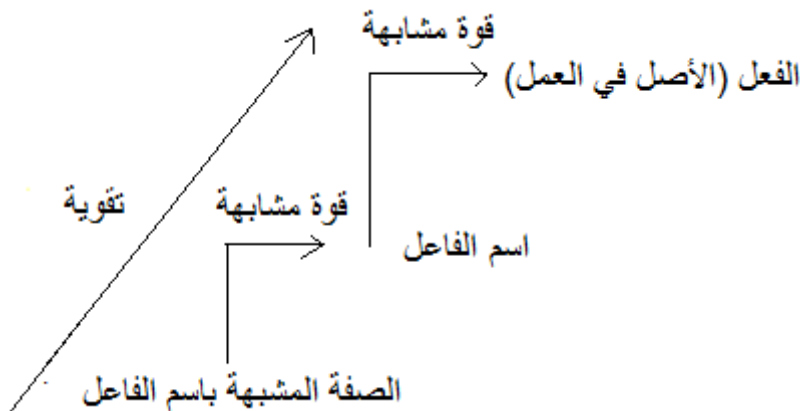 قوة مشابهة
الفعل (الأصل في العمل)
تقوية
قوة مشابهة
اسم الفاعل
الصفة المشبهة باسم الفاعل